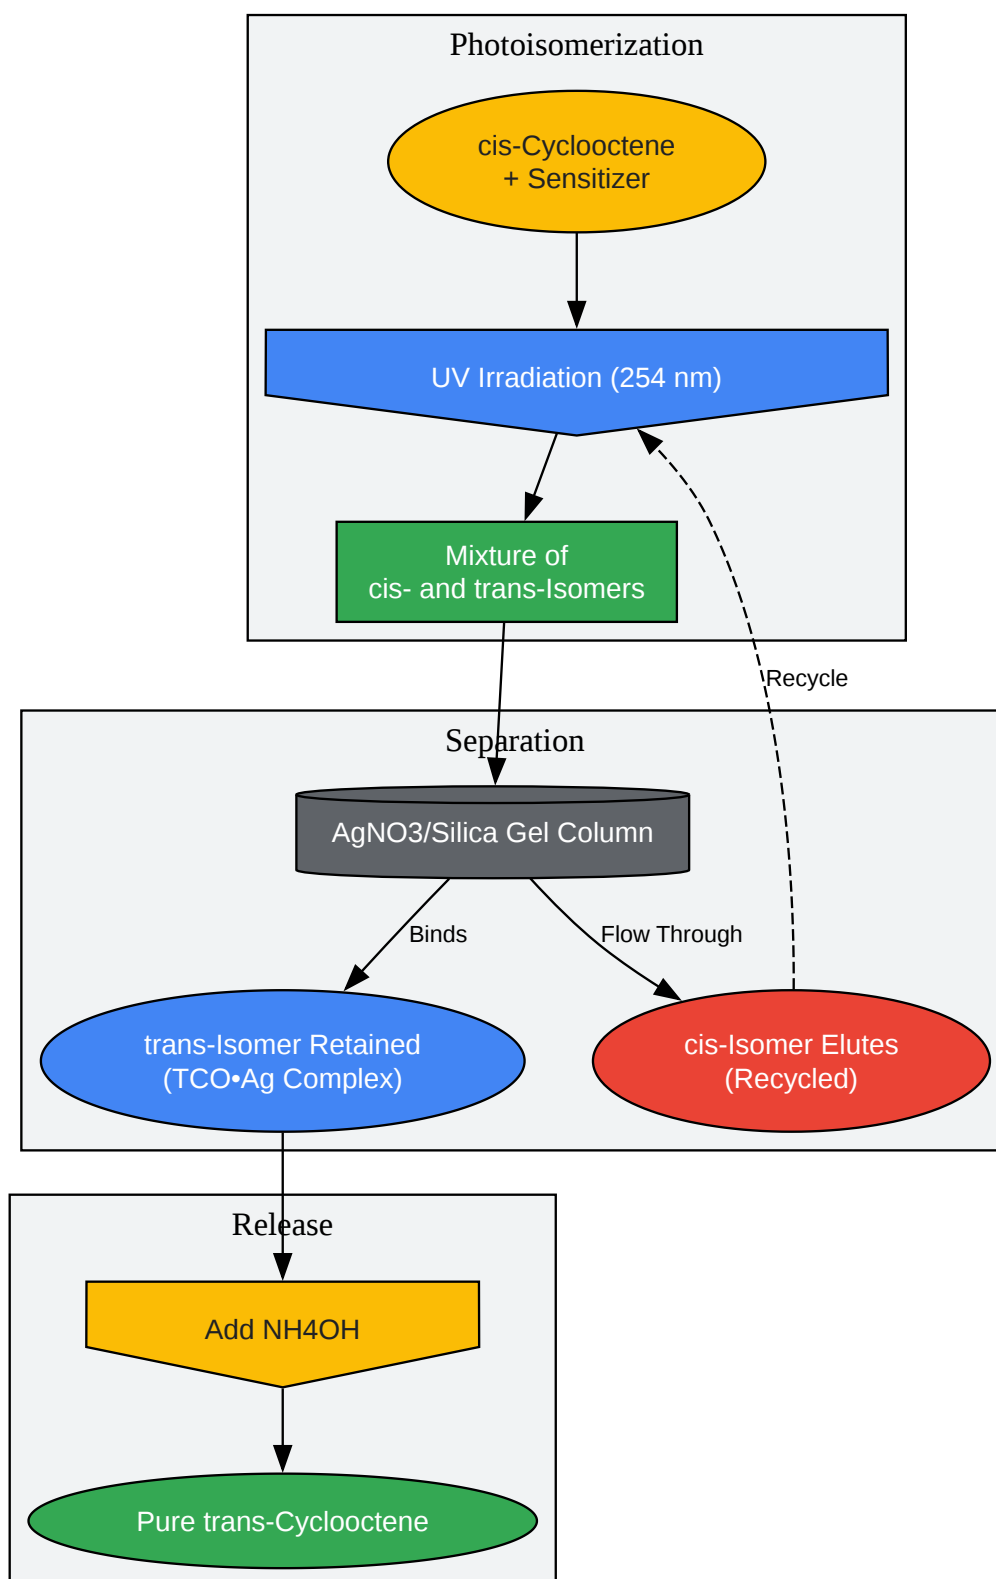 Photoisomerization
cis-Cyclooctene
+ Sensitizer
UV Irradiation (254 nm)
Mixture of
cis- and trans-Isomers
Recycle
Separation
AgNO3/Silica Gel Column
Binds
Flow Through
trans-Isomer Retained
(TCO•Ag Complex)
cis-Isomer Elutes
(Recycled)
Release
Add NH4OH
Pure trans-Cyclooctene